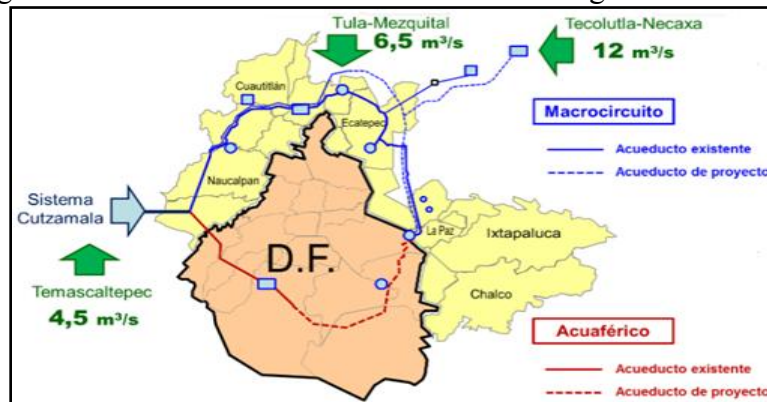 Tula-Mezquital
6,5 m³/s
Tecolutla-Necaxa
12 m³/s
Cuautitlán
Ecatepec
Macrocircuito
Acueducto existente
Acueducto de proyecto
Naucalpan
Sistema
Cutzamala
La Paz
Ixtapaluca
D.F.
Chalco
Temascaltepec
4,5 m³/s
Acuaférico
Acueducto existente
Acueducto de proyecto